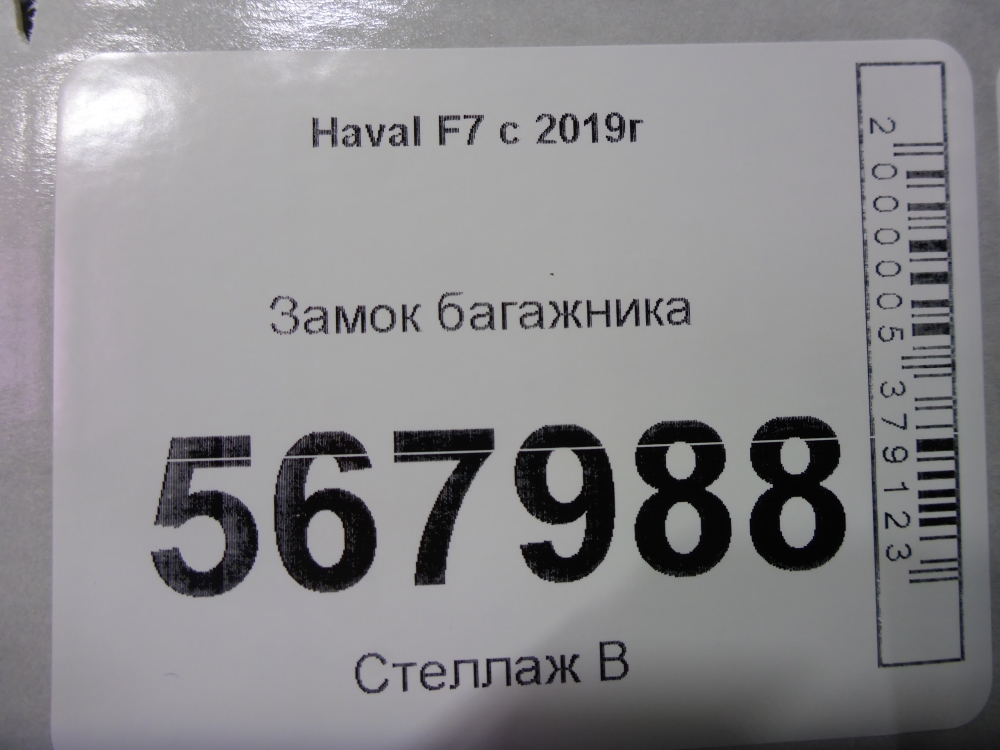 Haval F7 с 2019г
Замок багажника
567988
Стеллаж В
2000005379123